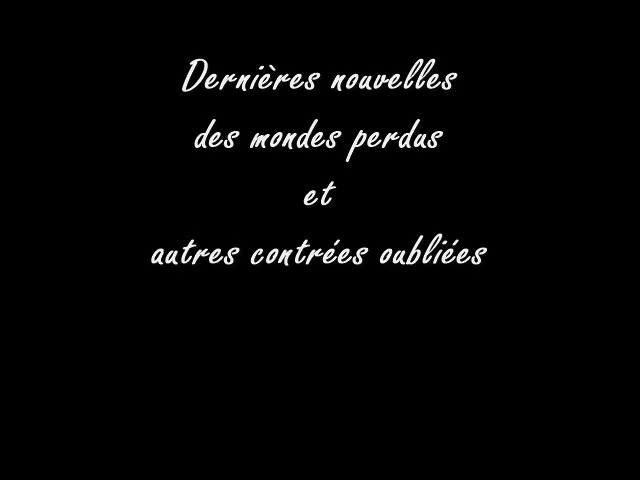 Dernières nouvelles
des mondes perdus
et
autres contrées oubliées